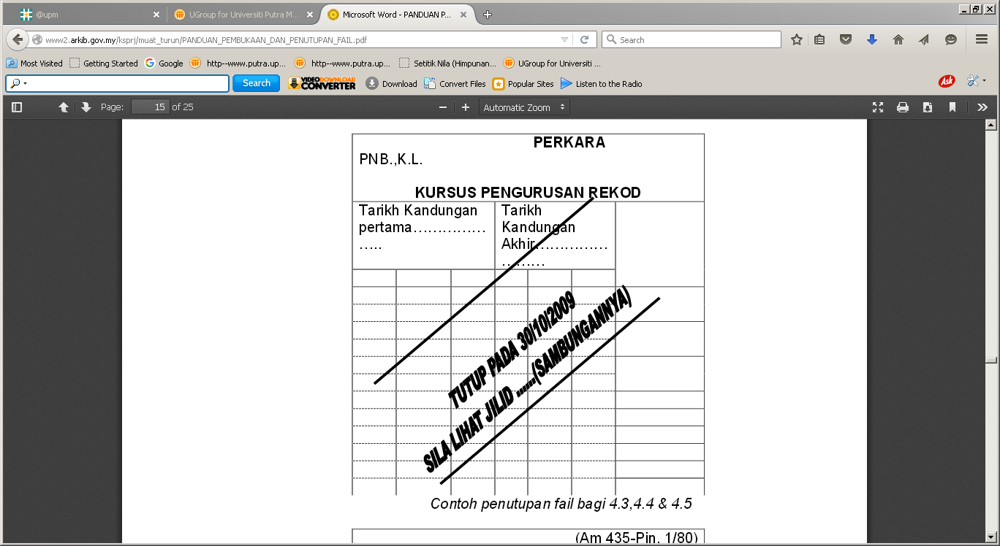 @upm
UGroup for Universiti Putra M...
Microsoft Word - PANDUAN P...
www2.arkib.gov.my/ksprj/muat_turun/PANDUAN_PEMBUKAAN_DAN_PENUTUPAN_FAIL.pdf
Search
Most Visited
Getting Started
Google
http--www.putra.up...
http--www.putra.up...
Setitik Nila (Himpunan...
UGroup for Universiti ...
Search
VIDEO DOWNLOAD CONVERTER
Download
Convert Files
Popular Sites
Listen to the Radio
Ask
Page: 15 of 25
Automatic Zoom
PERKARA
PNB.,K.L.
KURSUS PENGURUSAN REKOD
Tarikh Kandungan
pertama……………
…..
Tarikh
Kandungan
Akhir……………
………
TUTUP PADA 30/10/2009
SILA LIHAT JILID ......(SAMBUNGANNYA)
Contoh penutupan fail bagi 4.3,4.4 & 4.5
(Am 435-Pin. 1/80)